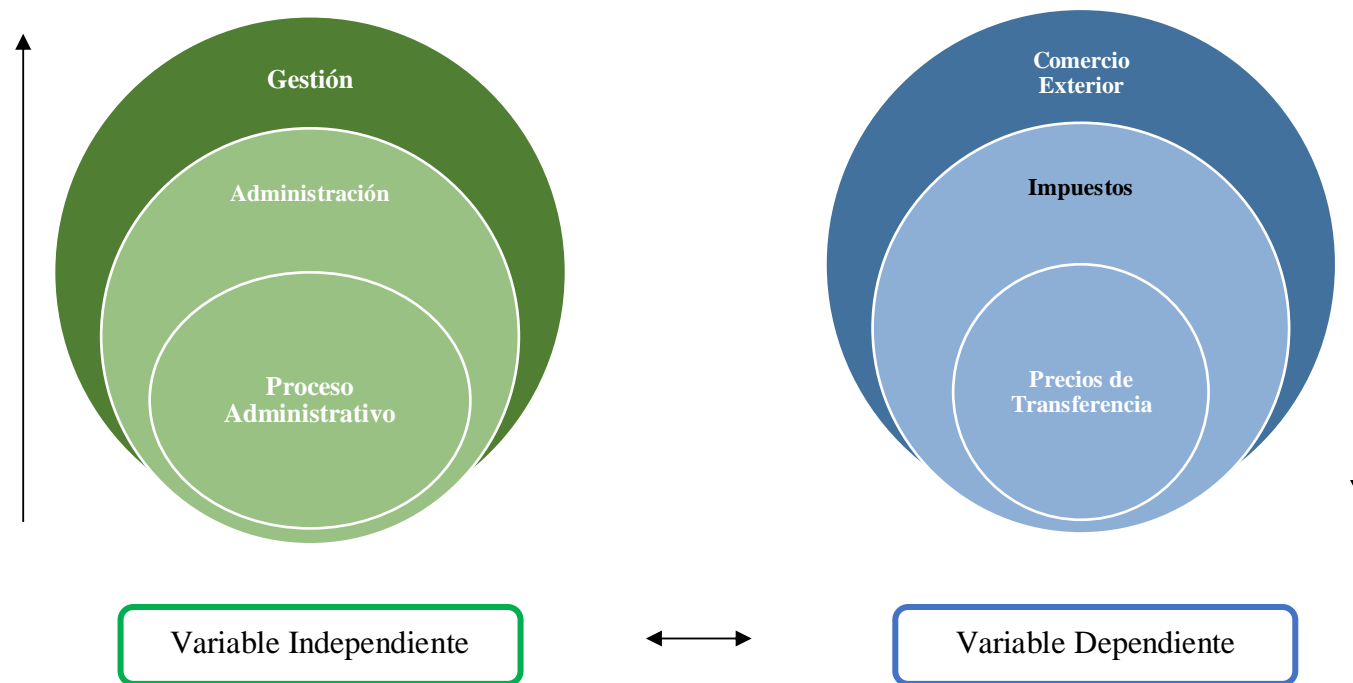 Gestión
Administración
Proceso
Administrativo
Comercio
Exterior
Impuestos
Precios de
Transferencia
Variable Independiente
Variable Dependiente